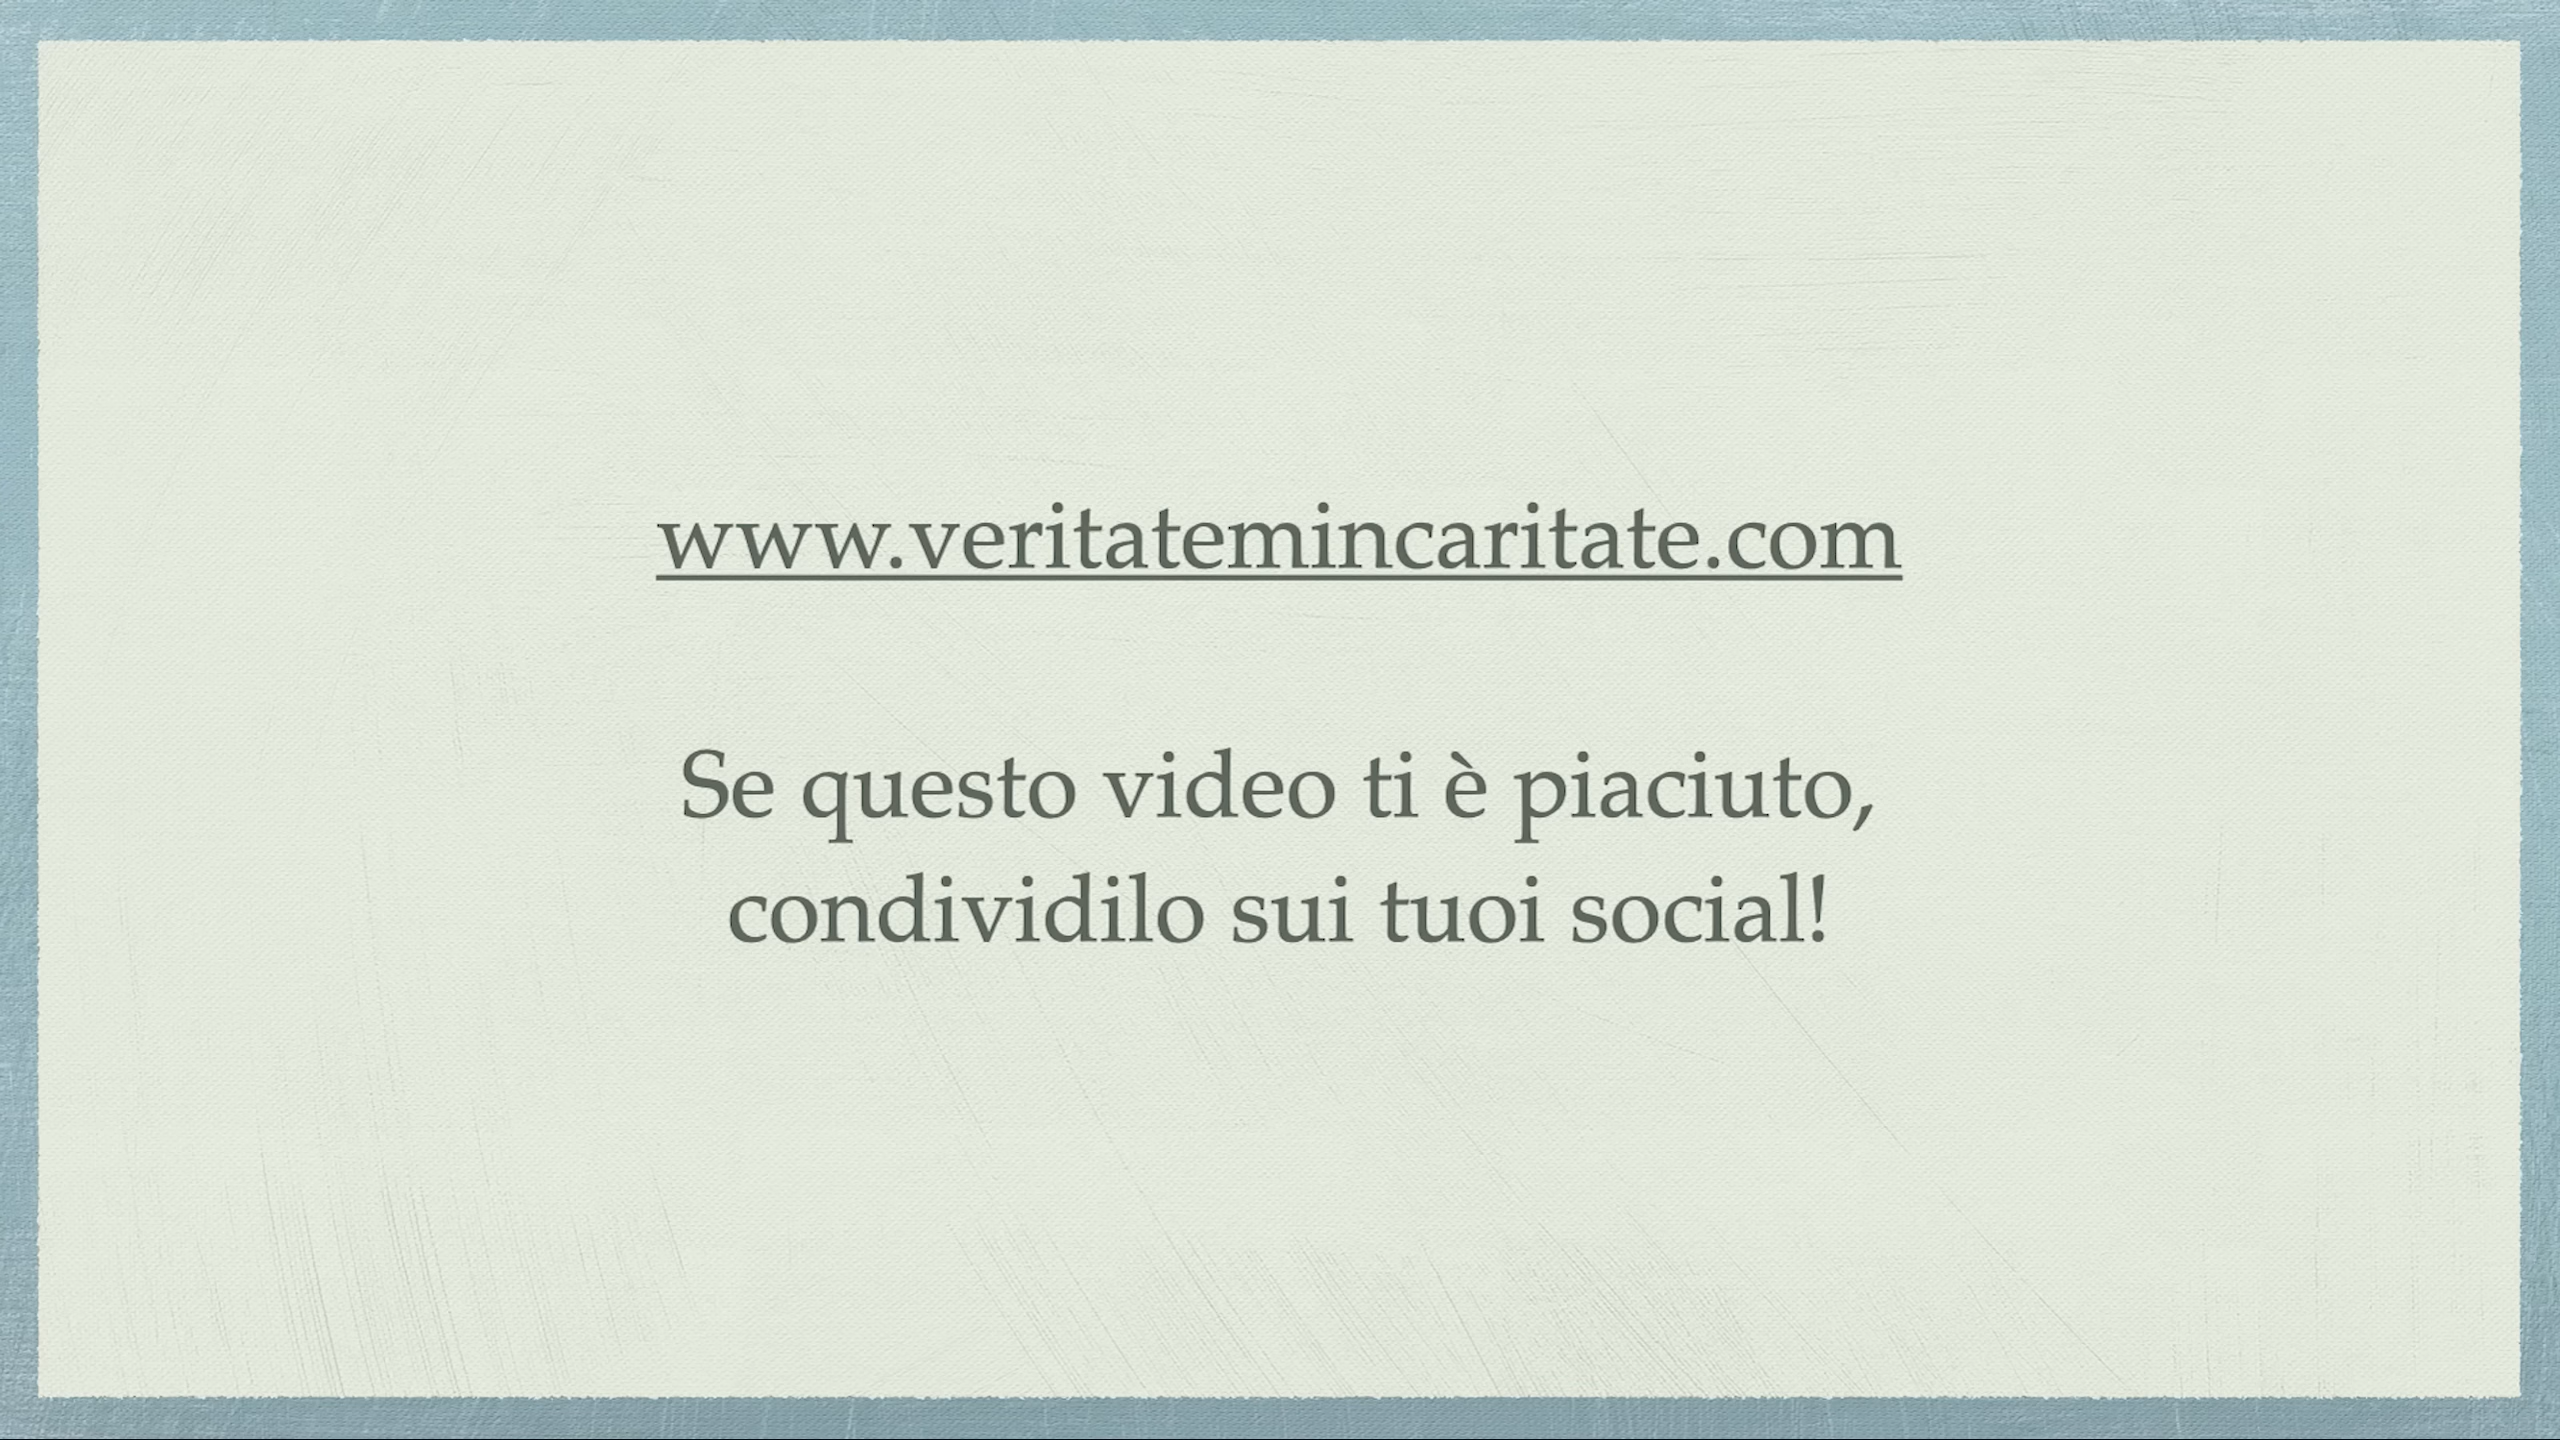 www.veritatemincaritate.com
Se questo video ti è piaciuto,
condividilo sui tuoi social!